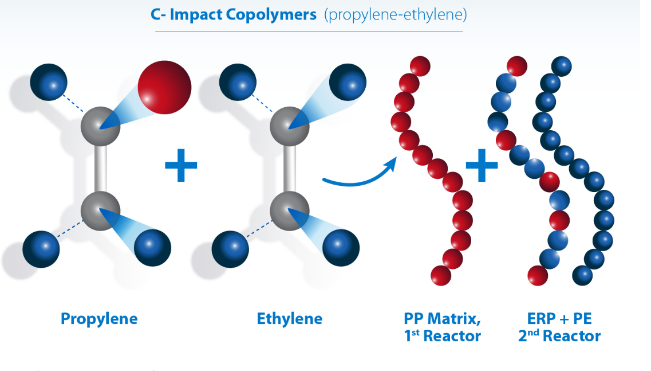 C- Impact Copolymers (propylene-ethylene)
+
+
Propylene
Ethylene
PP Matrix,
1st Reactor
ERP + PE
2nd Reactor